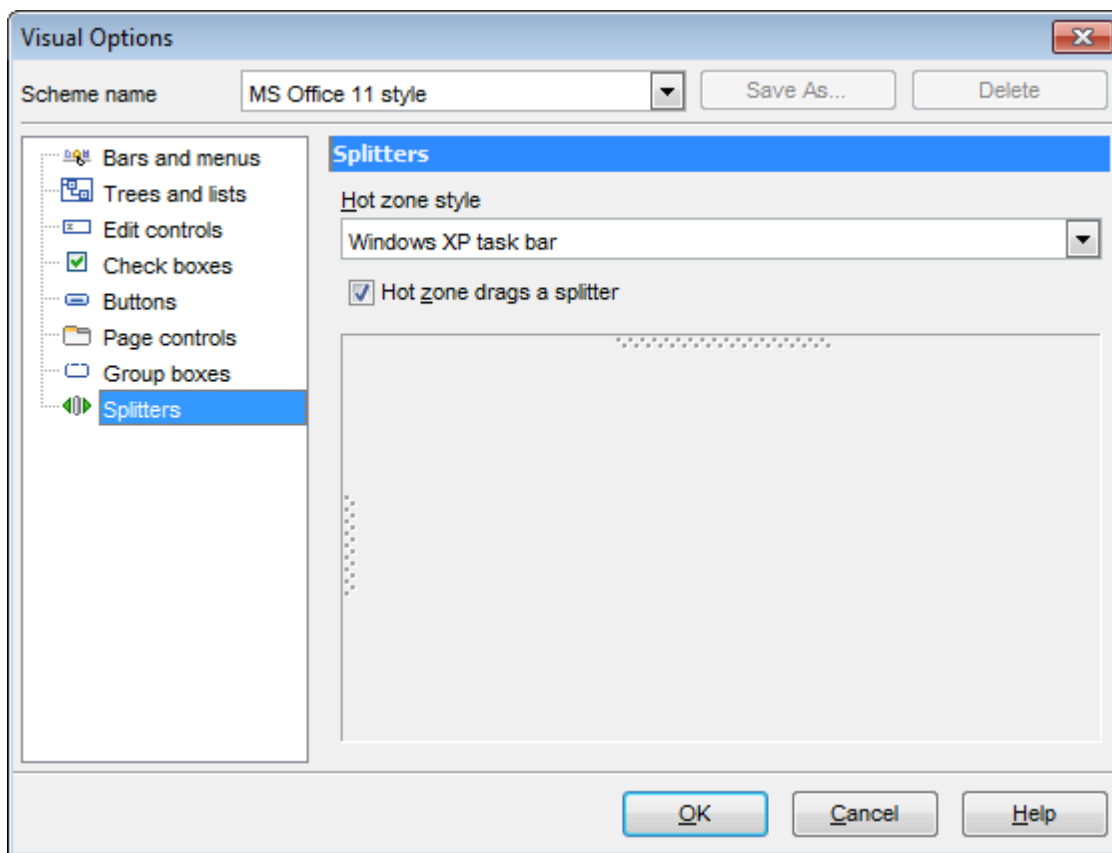 Visual Options
Scheme name MS Office 11 style Save As... Delete
Bars and menus
Trees and lists
Edit controls
Check boxes
Buttons
Page controls
Group boxes
Splitters
Splitters
Hot zone style
Windows XP task bar
Hot zone drags a splitter
OK Cancel Help